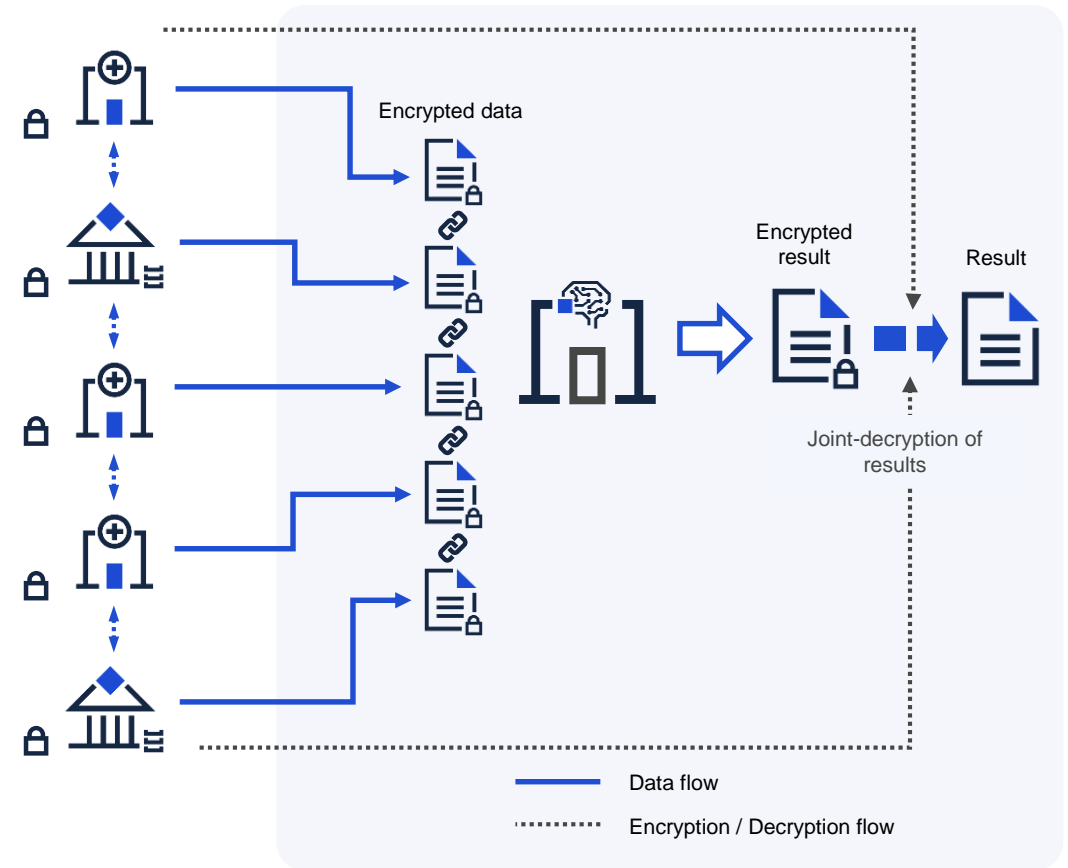 Encrypted data
Encrypted
result
Result
Joint-decryption of
results
Data flow
Encryption / Decryption flow